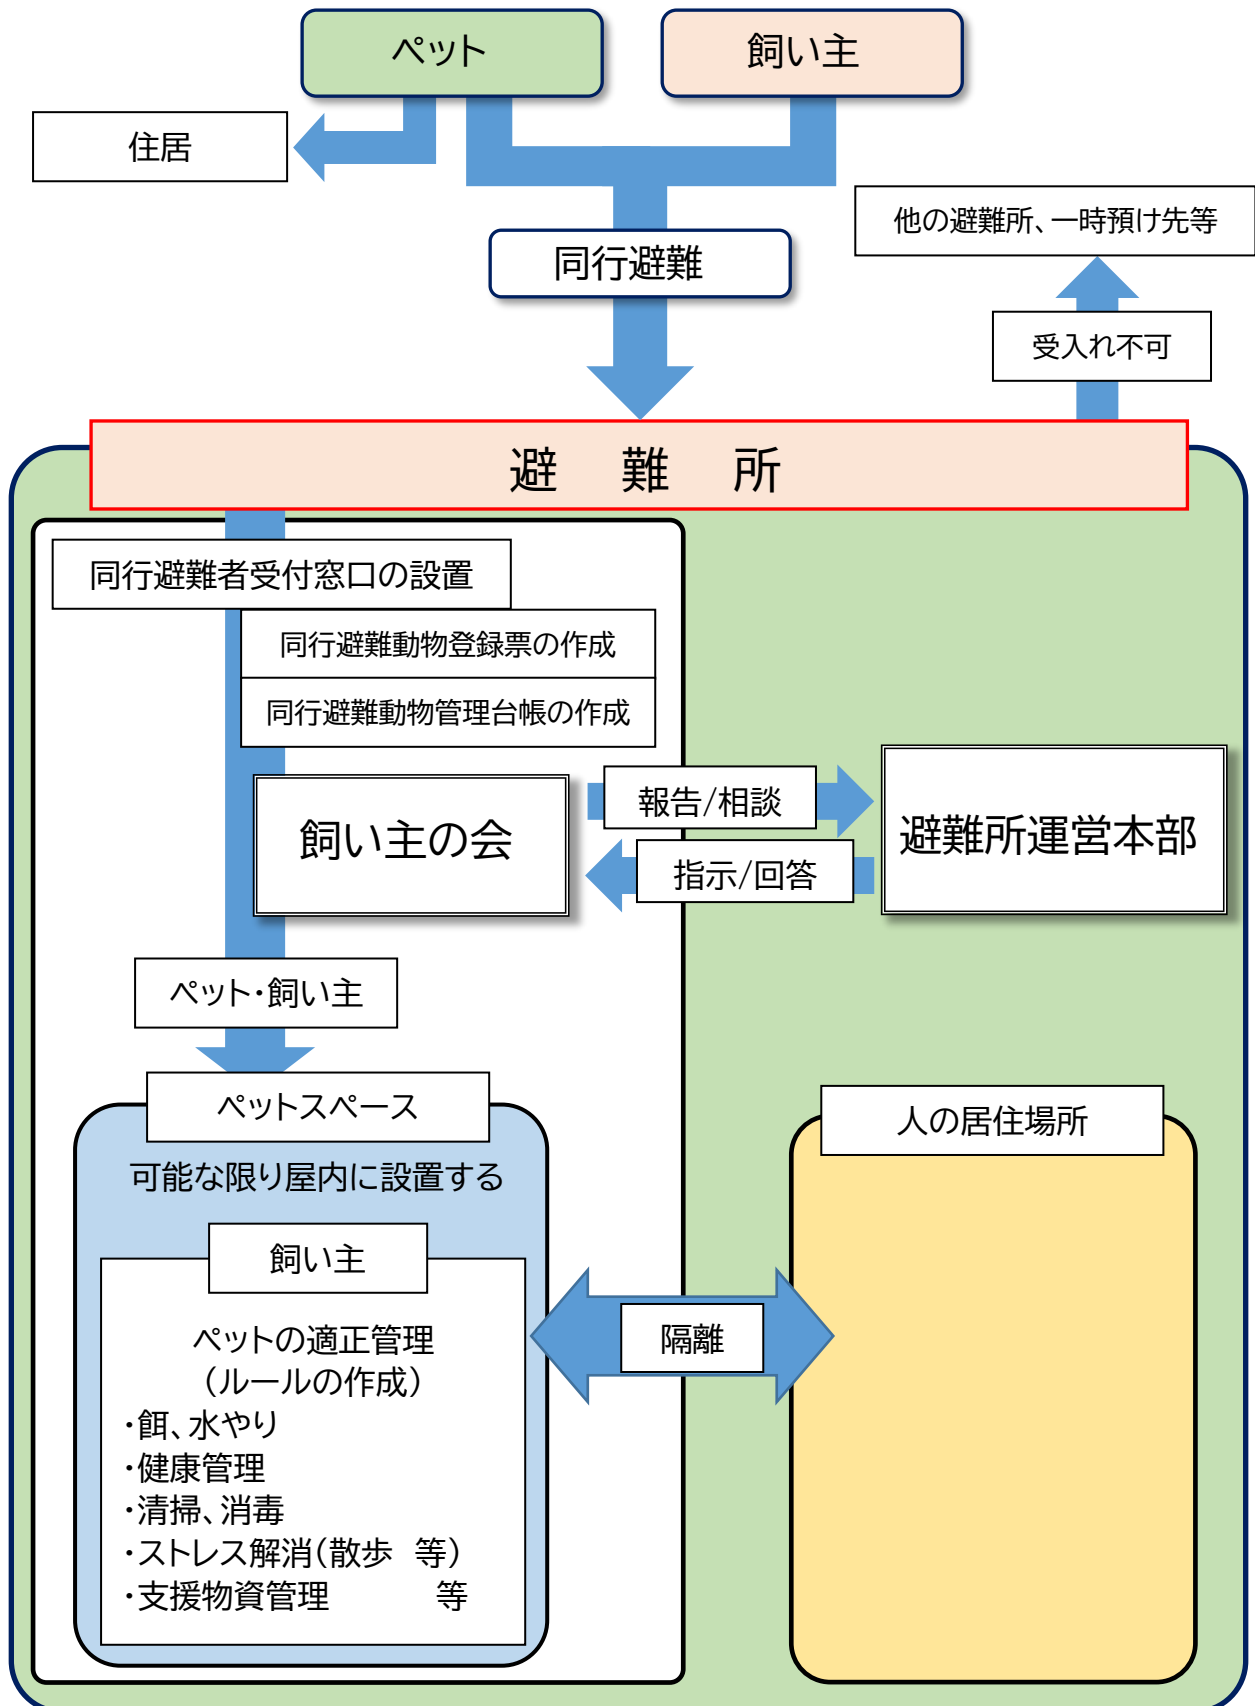 ペット
飼い主
住居
他の避難所、一時預け先等
同行避難
受入れ不可
避　難　所
同行避難者受付窓口の設置
同行避難動物登録票の作成
同行避難動物管理台帳の作成
飼い主の会
報告/相談
指示/回答
避難所運営本部
ペット・飼い主
ペットスペース
可能な限り屋内に設置する
人の居住場所
飼い主
隔離
ペットの適正管理
（ルールの作成）
・餌、水やり
・健康管理
・清掃、消毒
・ストレス解消（散歩　等）
・支援物資管理　　　等